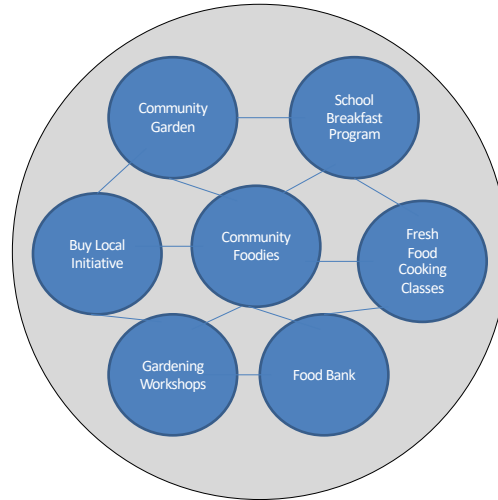 Community
Garden
School
Breakfast
Program
Buy Local
Initiative
Community
Foodies
Fresh
Food
Cooking
Classes
Gardening
Workshops
Food Bank